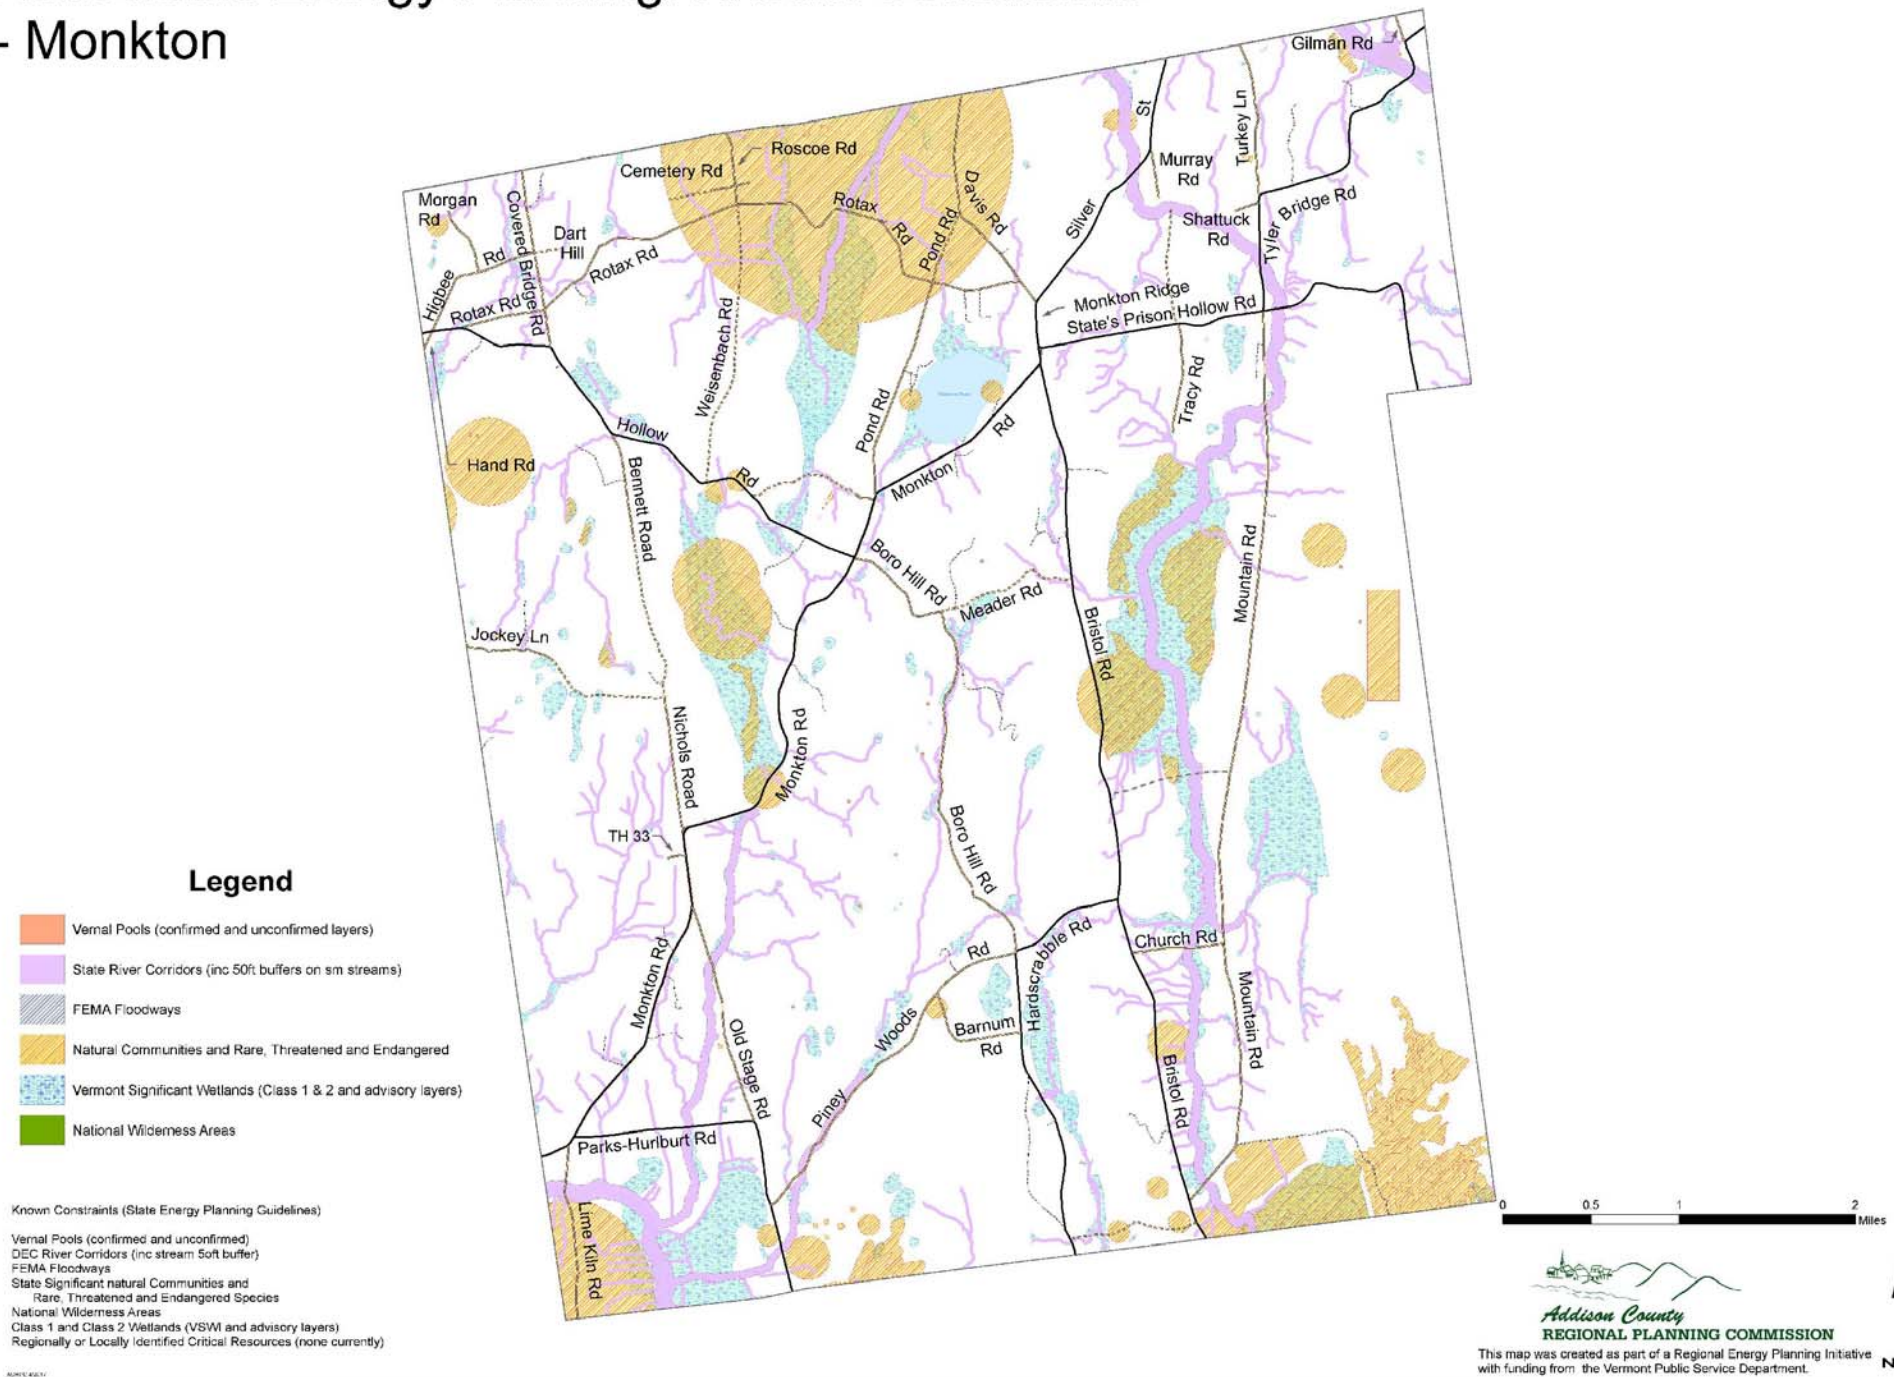 - Monkton
Gilman Rd
St
Turkey Ln
Roscoe Rd
Cemetery Rd
Murray
Rd
Morgan
Rd
Covered Bridge Rd
Davis Rd
Rotax
Rd
Pond Rd
Silver
Shattuck
Rd
Tyler Bridge Rd
Dart
Hill
Rd
Rotax Rd
Higbee
Rotax Rd
Monkton Ridge
State's Prison Hollow Rd
Weisenbach Rd
Tracy Rd
Pond Rd
Hollow
Rd
Hand Rd
Bennett Road
Rd
Monkton
Boro Hill Rd
Meader Rd
Mountain Rd
Jockey Ln
Bristol Rd
Nichols Road
Monkton Rd
TH 33
Boro Hill Rd
Legend
Vernal Pools (confirmed and unconfirmed layers)
State River Corridors (inc 50ft buffers on sm streams)
FEMA Floodways
Natural Communities and Rare, Threatened and Endangered
Vermont Significant Wetlands (Class 1 & 2 and advisory layers)
National Wilderness Areas
Monkton Rd
Rd
Hardscrabble Rd
Church Rd
Mountain Rd
Woods
Barnum
Rd
Old Stage Rd
Bristol Rd
Piney
Parks-Hurlburt Rd
Lime Kiln Rd
Known Constraints (State Energy Planning Guidelines)
Vernal Pools (confirmed and unconfirmed)
DEC River Corridors (inc stream 5oft buffer)
FEMA Floodways
State Significant natural Communities and
Rare, Threatened and Endangered Species
National Wilderness Areas
Class 1 and Class 2 Wetlands (VSWI and advisory layers)
Regionally or Locally Identified Critical Resources (none currently)
0 0.5 1 2
Miles
Addison County
REGIONAL PLANNING COMMISSION
This map was created as part of a Regional Energy Planning Initiative
with funding from the Vermont Public Service Department.